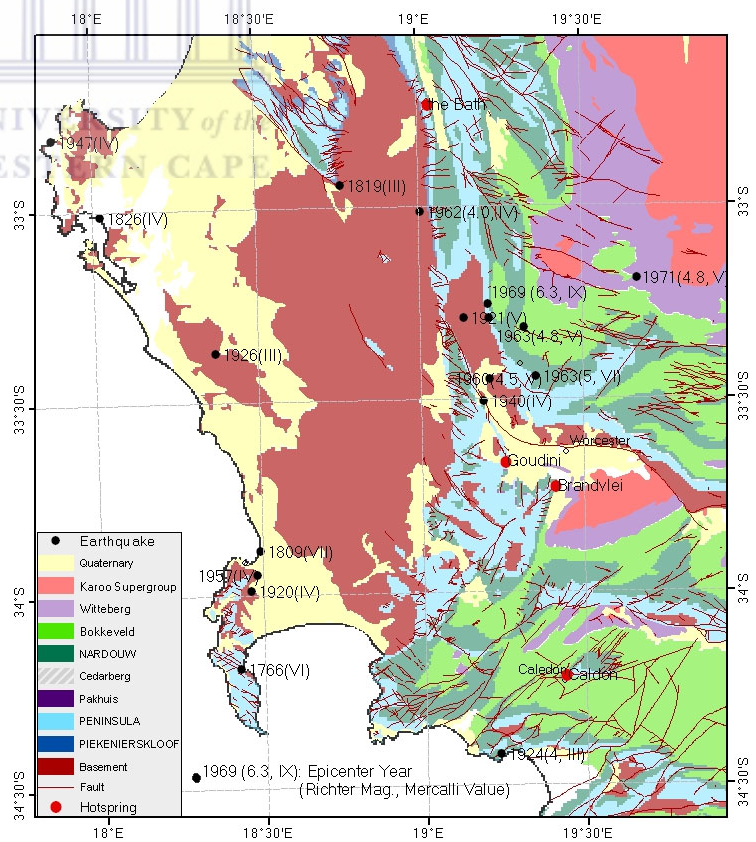 18°E 18°30'E 19°E 19°30'E
UNIVERSITY of the
WESTERN CAPE
the Bath
1947(IV)
1819(III)
1826(IV)
1962(4.0, IV)
33°S 33°S
1971(4.8, V)
1969 (6.3, IX)
1921(V)
1963(4.8, V)
1926(III)
1963(5, VI)
1940(IV)
33°30'S 33°30'S
Worcester
Goudini
Brandvlei
Earthquake
1809(VII)
Quaternary
1957(IV)
Karoo Supergroup
1920(IV)
34°S 34°S
Witteberg
Bokkeveld
NARDOUW
Cedarberg
1766(VI)
Caledon
Caldon
Pakhuis
PENINSULA
PIEKENIERSKLOOF
1924(4, III)
Basement
1969 (6.3, IX): Epicenter Year
Fault
(Richter Mag., Mercalli Value)
Hotspring
34°30'S 34°30'S
18°E 18°30'E 19°E 19°30'E